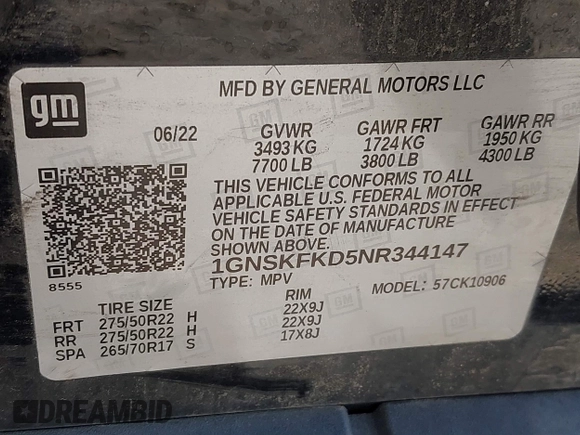 gm
MFD BY GENERAL MOTORS LLC
06/22 GVWR GAWR FRT GAWR RR
3493 KG 1724 KG 1950 KG
7700 LB 3800 LB 4300 LB
THIS VEHICLE CONFORMS TO ALL
APPLICABLE U.S. FEDERAL MOTOR
VEHICLE SAFETY STANDARDS IN EFFECT
ON THE DATE OF MANUFACTURE
SHOWN ABOVE.
1GNSKFKD5NR344147
8555
TYPE: MPV MODEL: 57CK10906
TIRE SIZE RIM
FRT 275/50R22 H 22X9J
RR 275/50R22 H 22X9J
SPA 265/70R17 S 17X8J
DREAMBID